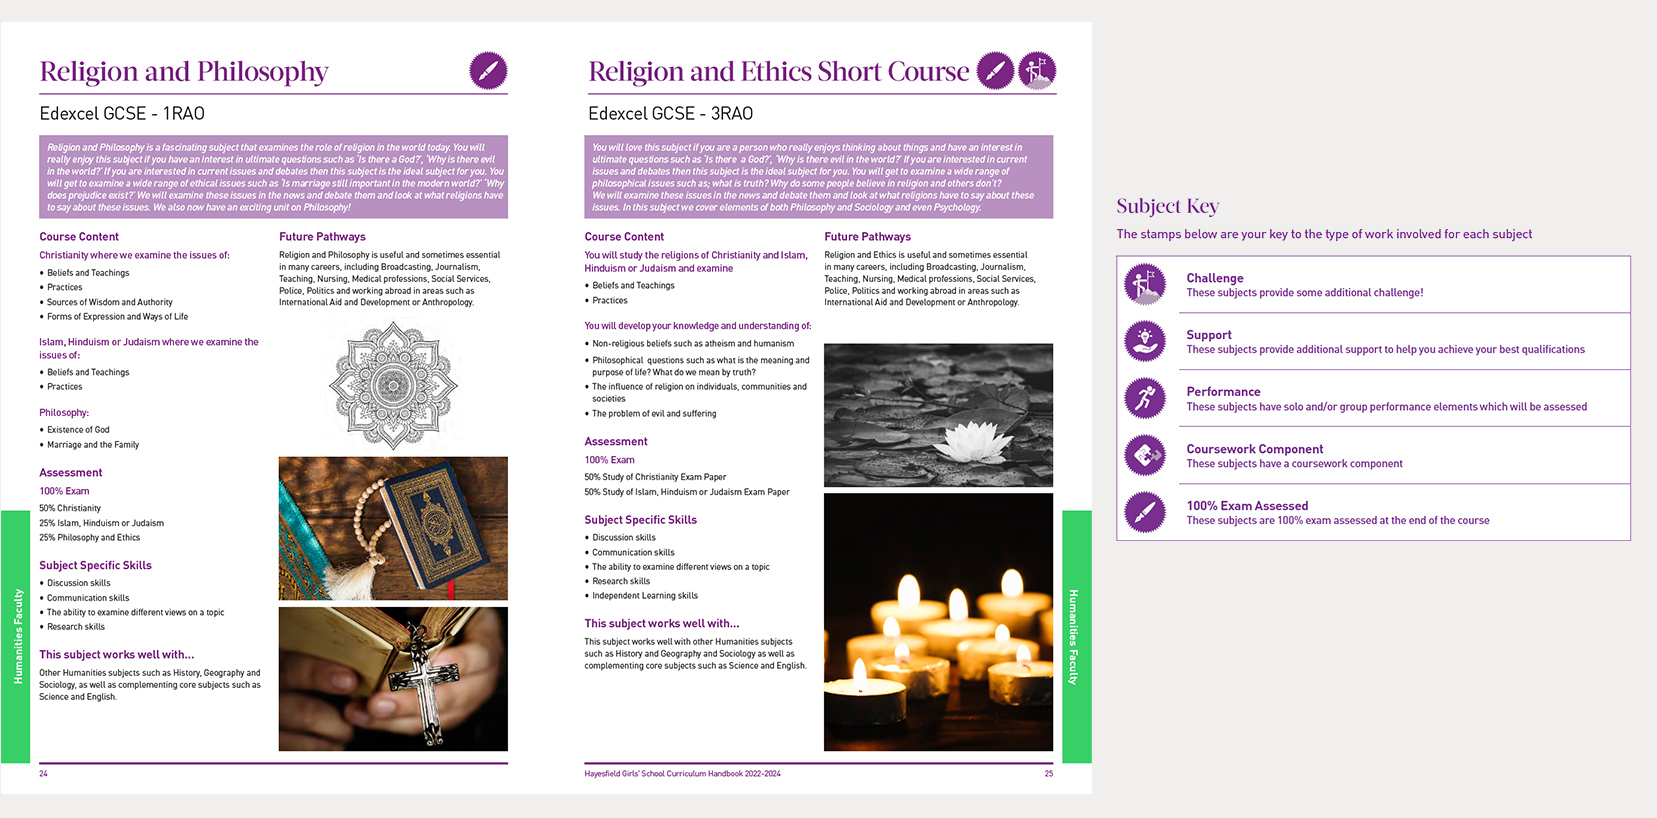 Religion and Philosophy
Edexcel GCSE - 1RAO
Religion and Philosophy is a fascinating subject that examines the role of religion in the world today. You will
really enjoy this subject if you have an interest in ultimate questions such as 'Is there a God?', 'Why is there evil
in the world?' If you are interested in current issues and debates then this subject is the ideal subject for you. You
will get to examine a wide range of ethical issues such as 'Is marriage still important in the modern world?' 'Why
does prejudice exist?' We will examine these issues in the news and debate them and look at what religions have
to say about these issues. We also now have an exciting unit on Philosophy!
Course Content
Christianity where we examine the issues of:
• Beliefs and Teachings
• Practices
• Sources of Wisdom and Authority
• Forms of Expression and Ways of Life
Islam, Hinduism or Judaism where we examine the
issues of:
• Beliefs and Teachings
• Practices
Philosophy:
• Existence of God
• Marriage and the Family
Assessment
100% Exam
50% Christianity
25% Islam, Hinduism or Judaism
25% Philosophy and Ethics
Subject Specific Skills
• Discussion skills
• Communication skills
• The ability to examine different views on a topic
• Research skills
This subject works well with...
Other Humanities subjects such as History, Geography and
Sociology, as well as complementing core subjects such as
Science and English.
Future Pathways
Religion and Philosophy is useful and sometimes essential
in many careers, including Broadcasting, Journalism,
Teaching, Nursing, Medical professions, Social Services,
Police, Politics and working abroad in areas such as
International Aid and Development or Anthropology.
Humanities Faculty
24
Religion and Ethics Short Course
Edexcel GCSE - 3RAO
You will love this subject if you are a person who really enjoys thinking about things and have an interest in
ultimate questions such as 'Is there a God?', 'Why is there evil in the world?' If you are interested in current
issues and debates then this subject is the ideal subject for you. You will get to examine a wide range of
philosophical issues such as; what is truth? Why do some people believe in religion and others don't?
We will examine these issues in the news and debate them and look at what religions have to say about these
issues. In this subject we cover elements of both Philosophy and Sociology and even Psychology.
Course Content
You will study the religions of Christianity and Islam,
Hinduism or Judaism and examine
• Beliefs and Teachings
• Practices
You will develop your knowledge and understanding of:
• Non-religious beliefs such as atheism and humanism
• Philosophical questions such as what is the meaning and
purpose of life? What do we mean by truth?
• The influence of religion on individuals, communities and
societies
• The problem of evil and suffering
Assessment
100% Exam
50% Study of Christianity Exam Paper
50% Study of Islam, Hinduism or Judaism Exam Paper
Subject Specific Skills
• Discussion skills
• Communication skills
• The ability to examine different views on a topic
• Research skills
• Independent Learning skills
This subject works well with...
This subject works well with other Humanities subjects
such as History and Geography and Sociology as well as
complementing core subjects such as Science and English.
Future Pathways
Religion and Ethics is useful and sometimes essential
in many careers, including Broadcasting, Journalism,
Teaching, Nursing, Medical professions, Social Services,
Police, Politics and working abroad in areas such as
International Aid and Development or Anthropology.
Humanities Faculty
Hayesfield Girls' School Curriculum Handbook 2022-2024
25
Subject Key
The stamps below are your key to the type of work involved for each subject
Challenge
These subjects provide some additional challenge!
Support
These subjects provide additional support to help you achieve your best qualifications
Performance
These subjects have solo and/or group performance elements which will be assessed
Coursework Component
These subjects have a coursework component
100% Exam Assessed
These subjects are 100% exam assessed at the end of the course